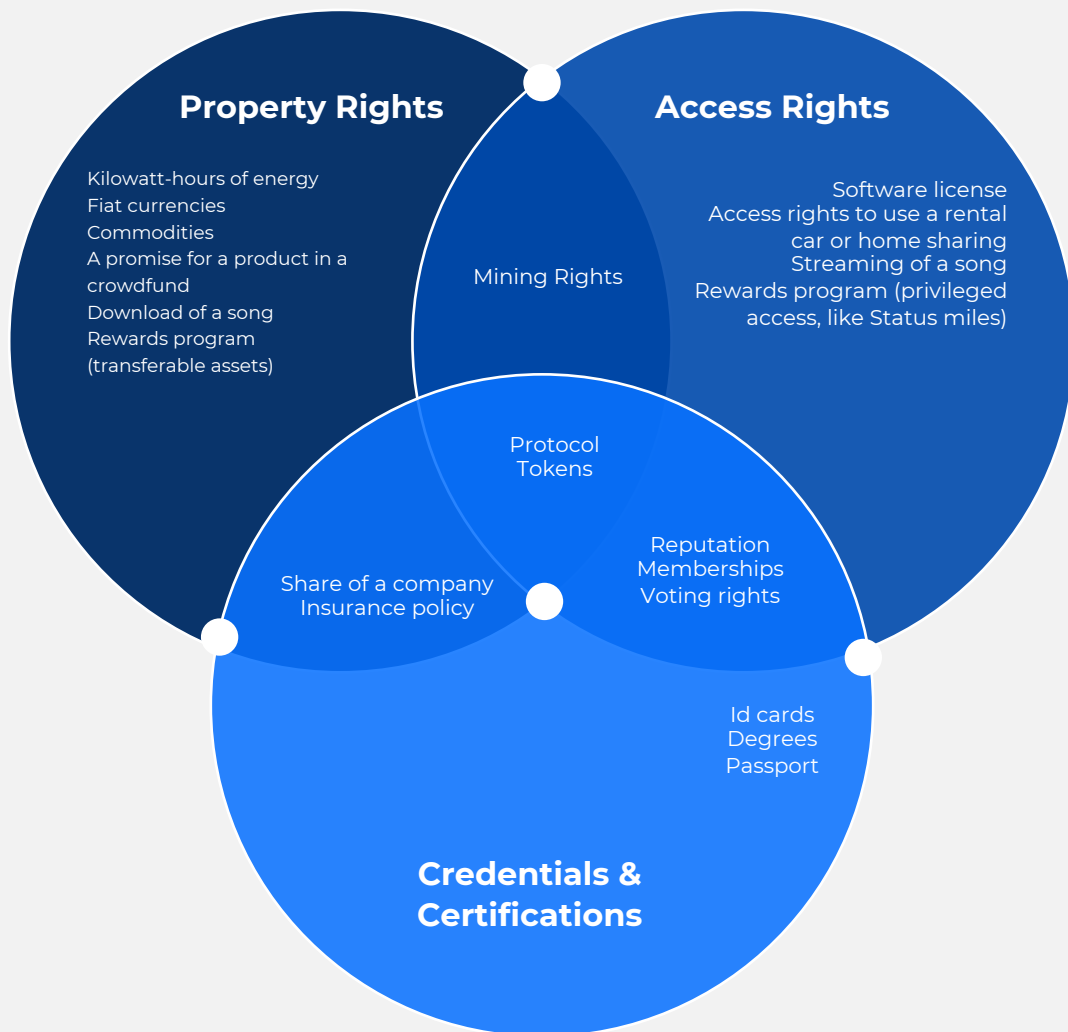 Property Rights
Kilowatt-hours of energy
Fiat currencies
Commodities
A promise for a product in a
crowdfund
Download of a song
Rewards program
(transferable assets)
Access Rights
Software license
Access rights to use a rental
car or home sharing
Streaming of a song
Rewards program (privileged
access, like Status miles)
Mining Rights
Protocol
Tokens
Share of a company
Insurance policy
Reputation
Memberships
Voting rights
Id cards
Degrees
Passport
Credentials &
Certifications